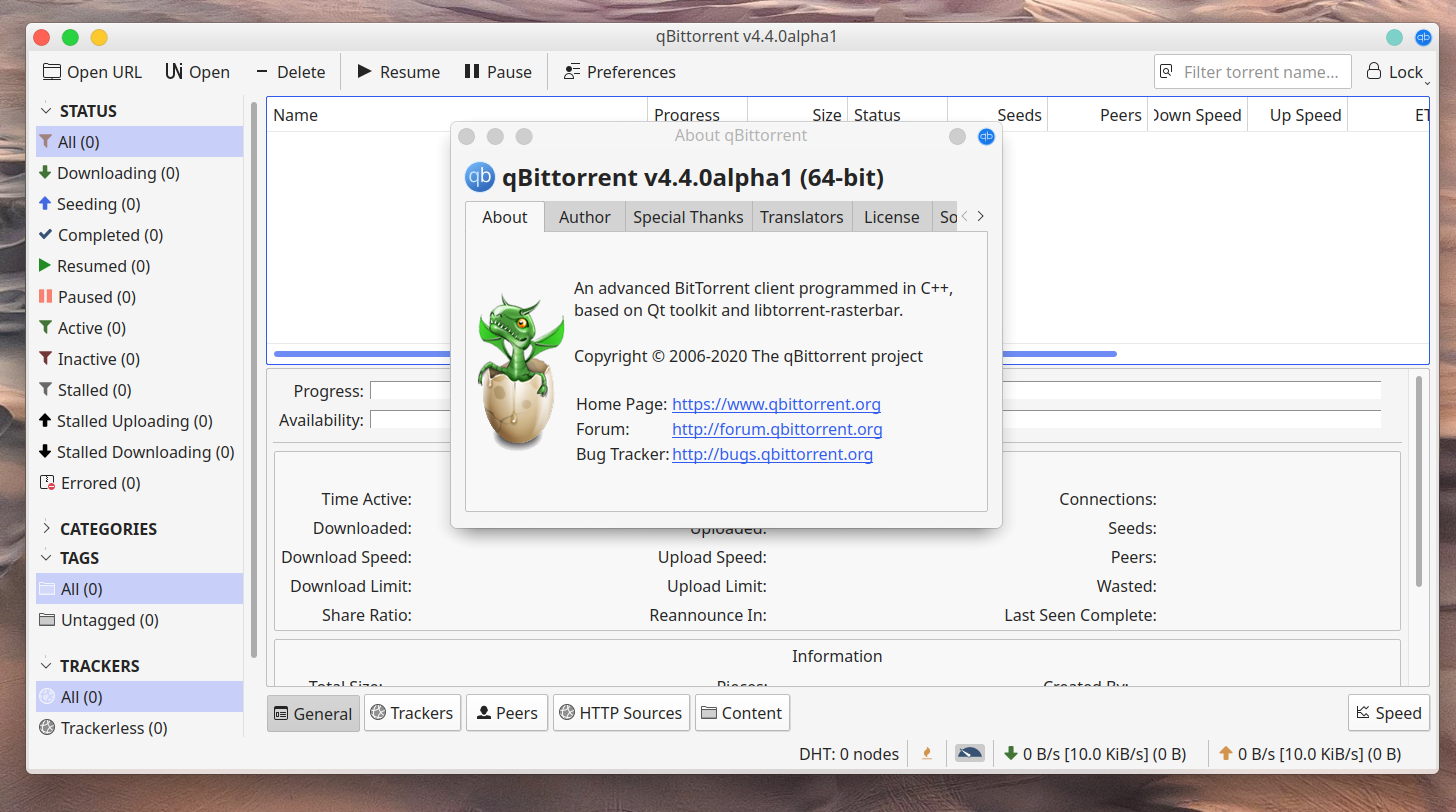 qBittorrent v4.4.0alpha1
qb
Open URL
Open
Delete
Resume
Pause
Preferences
Filter torrent name...
Lock
STATUS
All (0)
Downloading (0)
Seeding (0)
Completed (0)
Resumed (0)
Paused (0)
Active (0)
Inactive (0)
Stalled (0)
Stalled Uploading (0)
Stalled Downloading (0)
Errored (0)
CATEGORIES
TAGS
All (0)
Untagged (0)
TRACKERS
All (0)
Trackerless (0)
Name
Progress
Size
Status
Seeds
Peers
Down Speed
Up Speed
ET
About qBittorrent
qb
qb
qBittorrent v4.4.0alpha1 (64-bit)
About
Author
Special Thanks
Translators
License
So
An advanced BitTorrent client programmed in C++,
based on Qt toolkit and libtorrent-rasterbar.
Copyright © 2006-2020 The qBittorrent project
Home Page: https://www.qbittorrent.org
Forum: http://forum.qbittorrent.org
Bug Tracker: http://bugs.qbittorrent.org
Progress:
Availability:
Time Active:
Connections:
Downloaded:
Uploaded:
Seeds:
Download Speed:
Upload Speed:
Peers:
Download Limit:
Upload Limit:
Wasted:
Share Ratio:
Reannounce In:
Last Seen Complete:
Information
Total Size:
Pieces:
Created By:
General
Trackers
Peers
HTTP Sources
Content
Speed
DHT: 0 nodes
0 B/s [10.0 KiB/s] (0 B)
0 B/s [10.0 KiB/s] (0 B)